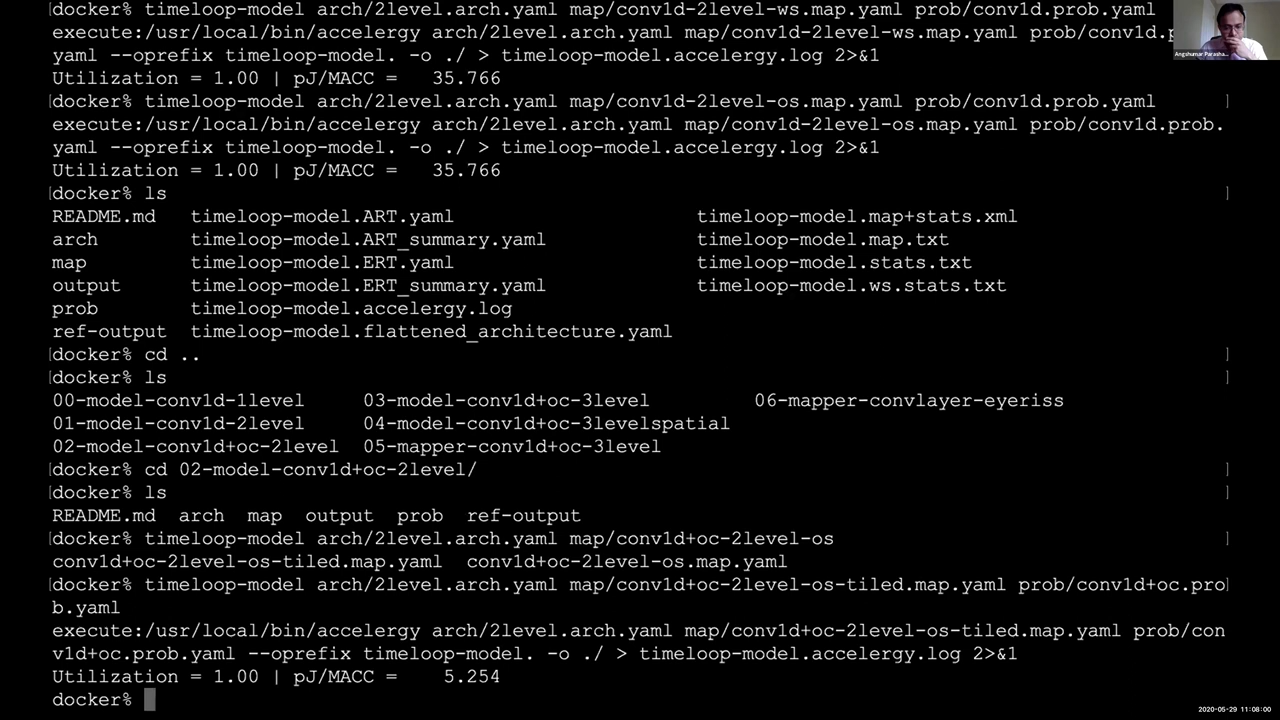 docker% timeloop-model arch/2level.arch.yaml map/conv1d-2level-ws.map.yaml prob/conv1d.prob.yaml
execute:/usr/local/bin/accelergy arch/2level.arch.yaml map/conv1d-2level-ws.map.yaml prob/conv1d.p
yaml --oprefix timeloop-model. -o ./ > timeloop-model.accelergy.log 2>&1
Utilization = 1.00 | pJ/MACC =   35.766
docker% timeloop-model arch/2level.arch.yaml map/conv1d-2level-os.map.yaml prob/conv1d.prob.yaml
execute:/usr/local/bin/accelergy arch/2level.arch.yaml map/conv1d-2level-os.map.yaml prob/conv1d.prob.
yaml --oprefix timeloop-model. -o ./ > timeloop-model.accelergy.log 2>&1
Utilization = 1.00 | pJ/MACC =   35.766
docker% ls
README.md   timeloop-model.ART.yaml   timeloop-model.map+stats.xml
arch   timeloop-model.ART_summary.yaml   timeloop-model.map.txt
map   timeloop-model.ERT.yaml   timeloop-model.stats.txt
output   timeloop-model.ERT_summary.yaml   timeloop-model.ws.stats.txt
prob   timeloop-model.accelergy.log
ref-output   timeloop-model.flattened_architecture.yaml
docker% cd ..
docker% ls
00-model-conv1d-1level   03-model-conv1d+oc-3level   06-mapper-convlayer-eyeriss
01-model-conv1d-2level   04-model-conv1d+oc-3levelspatial
02-model-conv1d+oc-2level   05-mapper-conv1d+oc-3level
docker% cd 02-model-conv1d+oc-2level/
docker% ls
README.md   arch   map   output   prob   ref-output
docker% timeloop-model arch/2level.arch.yaml map/conv1d+oc-2level-os
conv1d+oc-2level-os-tiled.map.yaml   conv1d+oc-2level-os.map.yaml
docker% timeloop-model arch/2level.arch.yaml map/conv1d+oc-2level-os-tiled.map.yaml prob/conv1d+oc.pro
b.yaml
execute:/usr/local/bin/accelergy arch/2level.arch.yaml map/conv1d+oc-2level-os-tiled.map.yaml prob/con
v1d+oc.prob.yaml --oprefix timeloop-model. -o ./ > timeloop-model.accelergy.log 2>&1
Utilization = 1.00 | pJ/MACC =    5.254
docker%
Angshumar Parasha...
2020-05-29 11:08:00